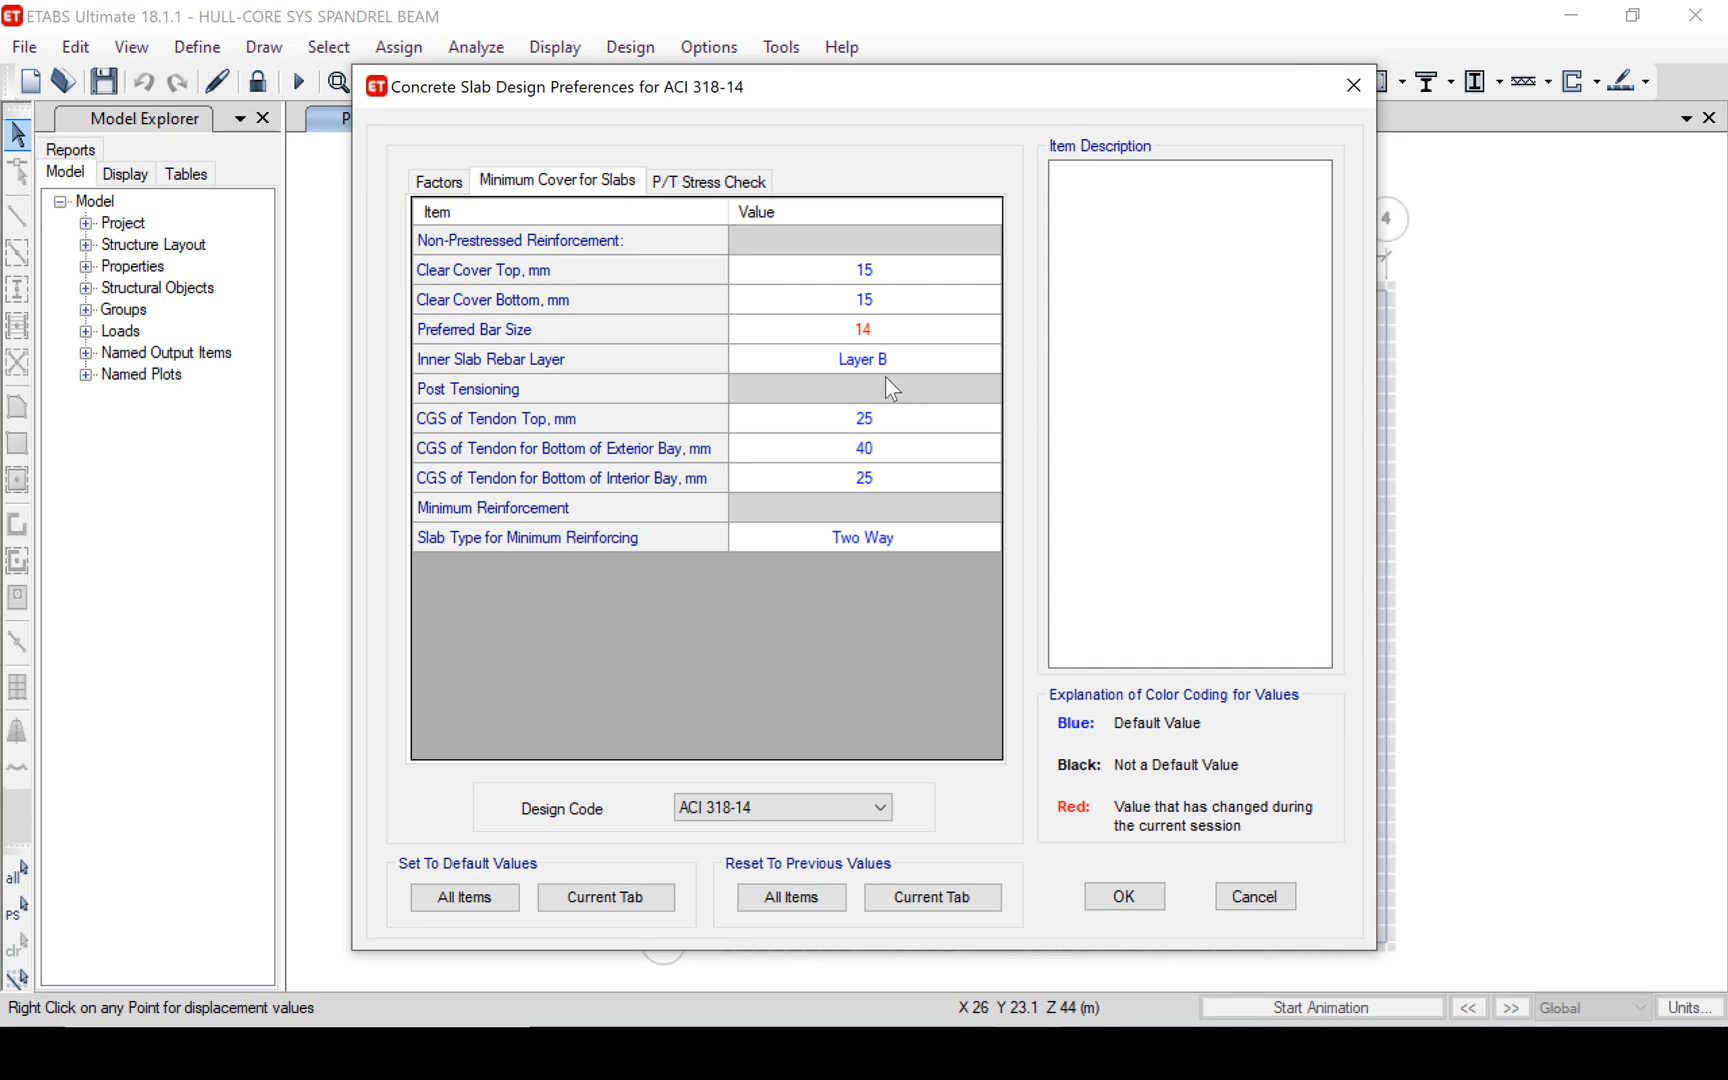 ET ETABS Ultimate 18.1.1 - HULL-CORE SYS SPANDREL BEAM
File Edit View Define Draw Select Assign Analyze Display Design Options Tools Help
ET Concrete Slab Design Preferences for ACI 318-14
Model Explorer
P
Reports
Model Display Tables
Model
Project
Structure Layout
Properties
Structural Objects
Groups
Loads
Named Output Items
Named Plots
Factors Minimum Cover for Slabs P/T Stress Check
Item Value
Non-Prestressed Reinforcement:
Clear Cover Top, mm 15
Clear Cover Bottom, mm 15
Preferred Bar Size 14
Inner Slab Rebar Layer Layer B
Post Tensioning
CGS of Tendon Top, mm 25
CGS of Tendon for Bottom of Exterior Bay, mm 40
CGS of Tendon for Bottom of Interior Bay, mm 25
Minimum Reinforcement
Slab Type for Minimum Reinforcing Two Way
Design Code ACI 318-14
Set To Default Values
All Items Current Tab
Reset To Previous Values
All Items Current Tab
Item Description
Explanation of Color Coding for Values
Blue: Default Value
Black: Not a Default Value
Red: Value that has changed during
the current session
OK Cancel
4
all
PS
clr
Right Click on any Point for displacement values X 26 Y 23.1 Z 44 (m) Start Animation << >> Global Units...